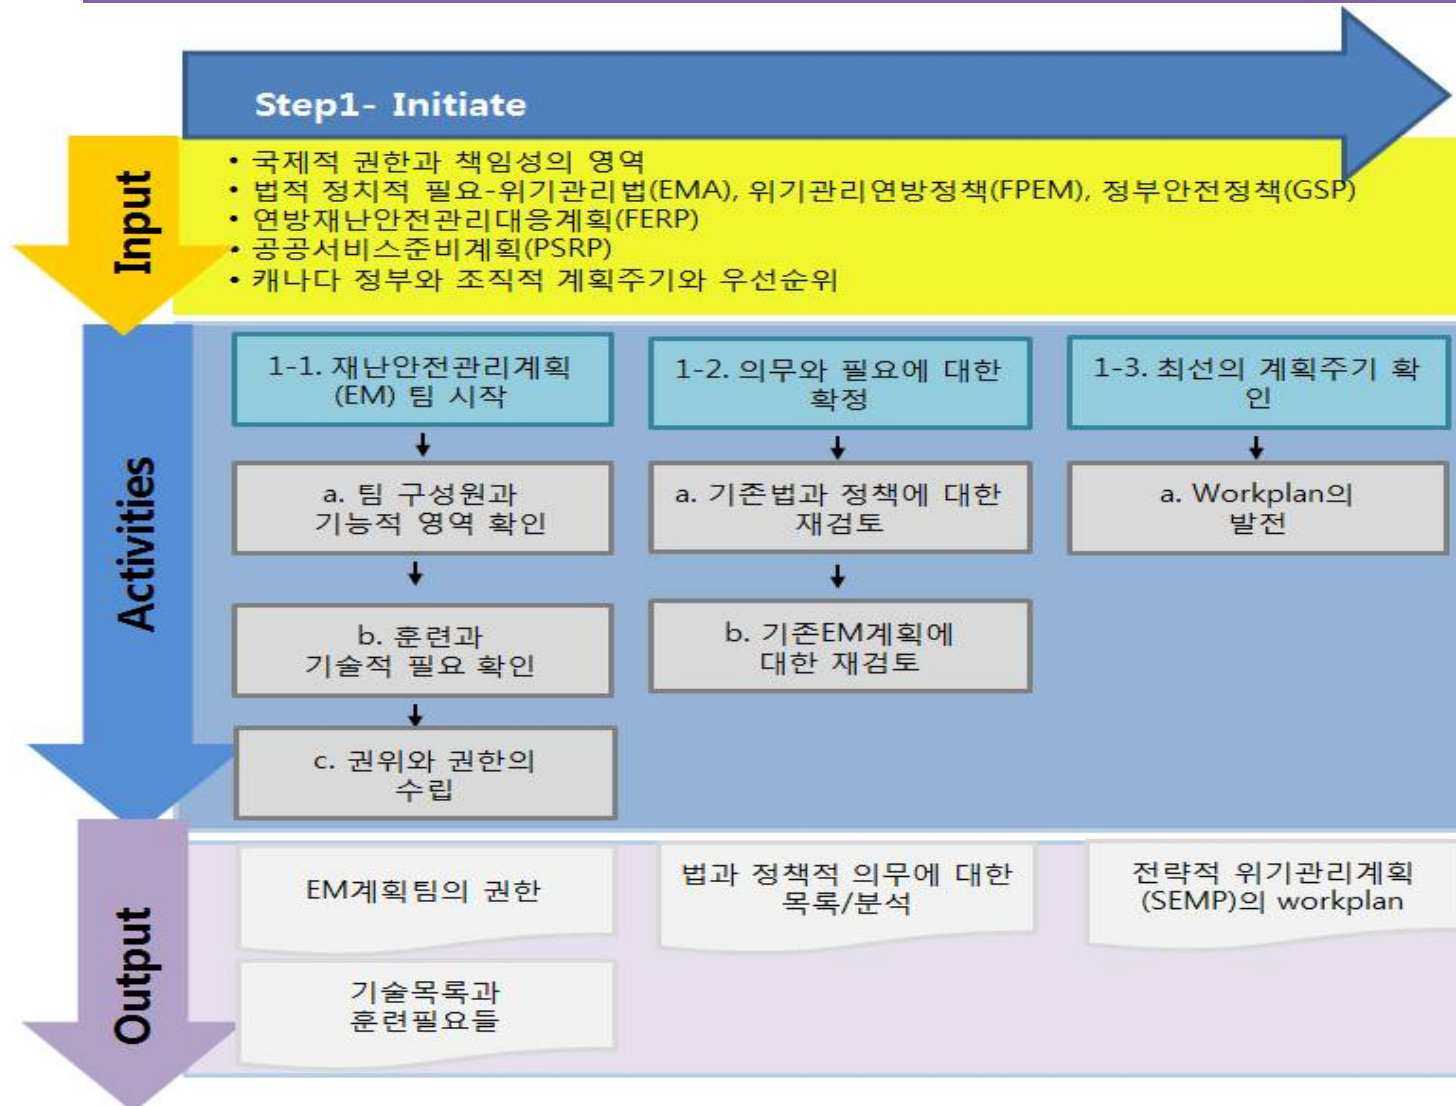 Step1- Initiate
Input
• 국제적 권한과 책임성의 영역
• 법적 정치적 필요-위기관리법(EMA), 위기관리연방정책(FPEM), 정부안전정책(GSP)
• 연방재난안전관리대응계획(FERP)
• 공공서비스준비계획(PSRP)
• 캐나다 정부와 조직적 계획주기와 우선순위
Activities
1-1. 재난안전관리계획
(EM) 팀 시작
a. 팀 구성원과
기능적 영역 확인
b. 훈련과
기술적 필요 확인
c. 권위와 권한의
수립
1-2. 의무와 필요에 대한
확정
a. 기존법과 정책에 대한
재검토
b. 기존EM계획에
대한 재검토
1-3. 최선의 계획주기 확
인
a. Workplan의
발전
Output
EM계획팀의 권한
기술목록과
훈련필요들
법과 정책적 의무에 대한
목록/분석
전략적 위기관리계획
(SEMP)의 workplan